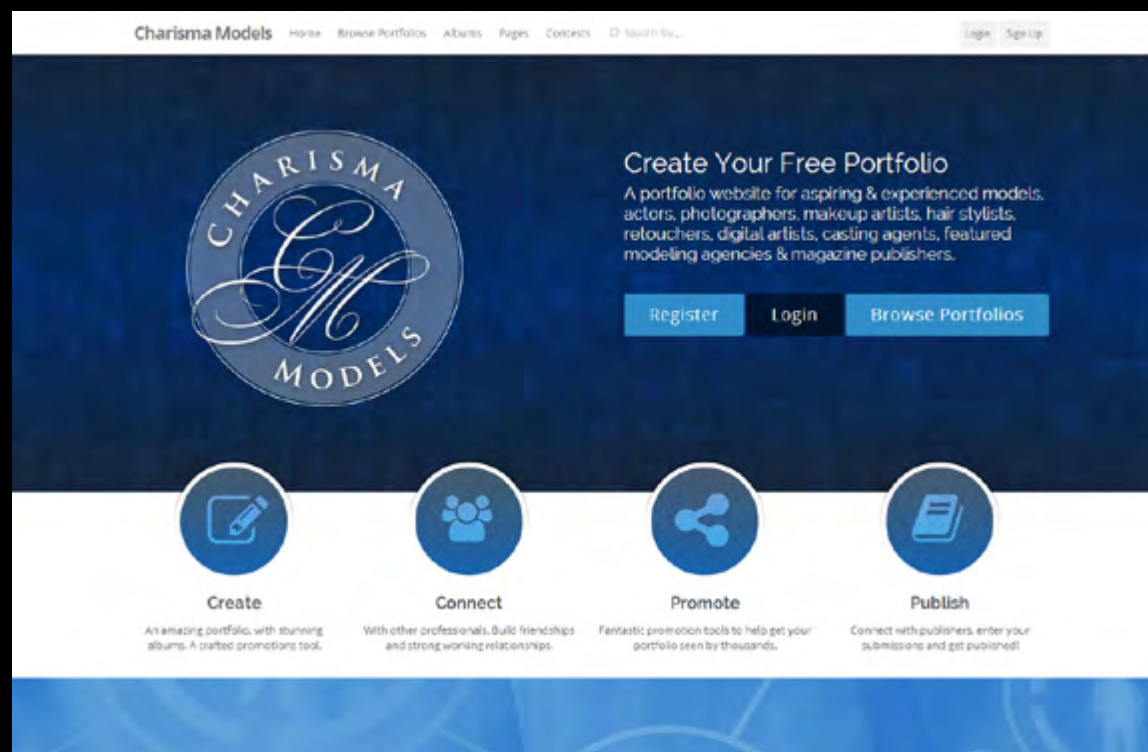 Charisma Models Home Browse Portfolios Albums Pages Contests
Login Sign Up
CHARISMA
CM
MODELS
Create Your Free Portfolio
A portfolio website for aspiring & experienced models,
actors, photographers, makeup artists, hair stylists,
retouchers, digital artists, casting agents, featured
modeling agencies & magazine publishers.
Register Login Browse Portfolios
Create
An amazing portfolio, with stunning
albums. A crafted promotions tool.
Connect
With other professionals. Build friendships
and strong working relationships.
Promote
Fantastic promotion tools to help get your
portfolio seen by thousands.
Publish
Connect with publishers, enter your
submissions and get published!